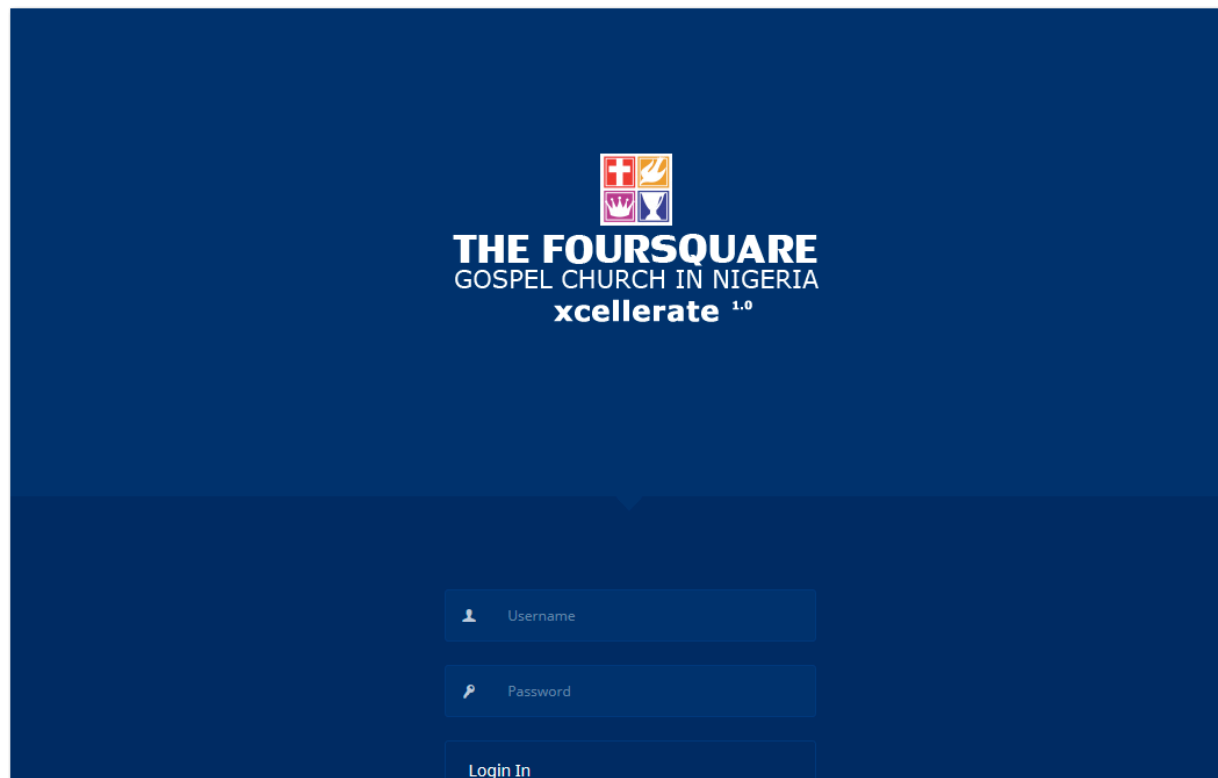 THE FOURSQUARE
GOSPEL CHURCH IN NIGERIA
xcellerate 1.0
Username
Password
Login In